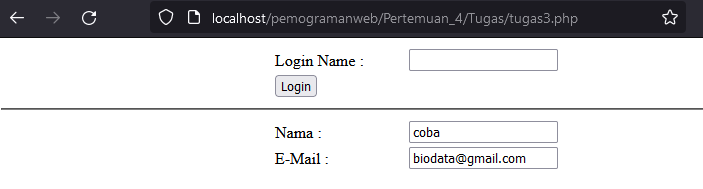 localhost/pemogramanweb/Pertemuan_4/Tugas/tugas3.php
Login Name :
Login
Nama : coba
E-Mail : biodata@gmail.com